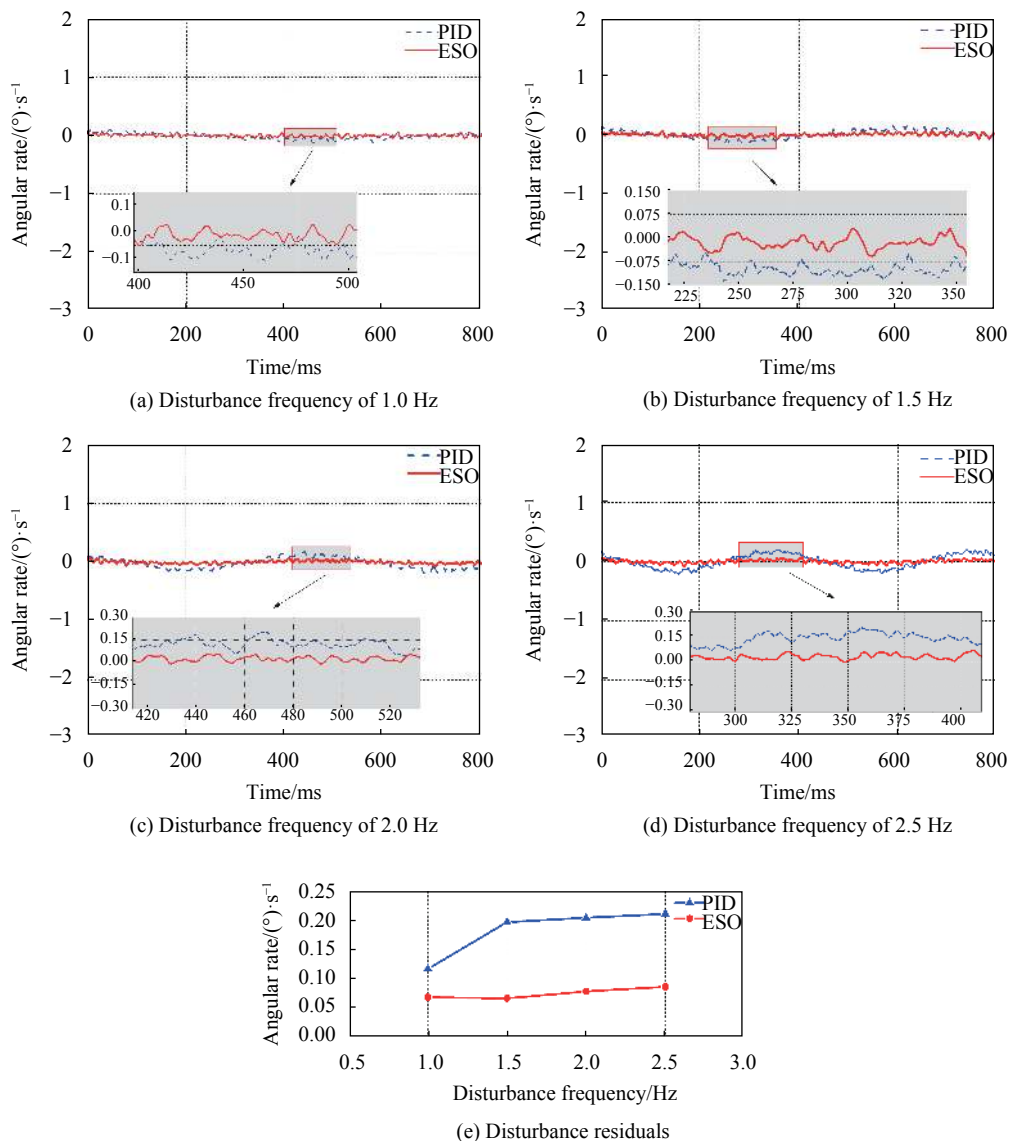 2
1
0
−1
−2
−3
Angular rate/(°)·s⁻¹
PID
ESO
0.1
0.0
−0.1
400 450 500
0 200 400 600 800
Time/ms
(a) Disturbance frequency of 1.0 Hz
2
1
0
−1
−2
−3
Angular rate/(°)·s⁻¹
PID
ESO
0.150
0.075
0.000
−0.075
−0.150
225 250 275 300 320 350
0 200 400 600 800
Time/ms
(b) Disturbance frequency of 1.5 Hz
2
1
0
−1
−2
−3
Angular rate/(°)·s⁻¹
PID
ESO
0.30
0.15
0.00
−0.15
−0.30
420 440 460 480 500 520
0 200 400 600 800
Time/ms
(c) Disturbance frequency of 2.0 Hz
2
1
0
−1
−2
−3
Angular rate/(°)·s⁻¹
PID
ESO
0.30
0.15
0.00
−0.15
−0.30
300 325 350 375 400
0 200 400 600 800
Time/ms
(d) Disturbance frequency of 2.5 Hz
0.25
0.20
0.15
0.10
0.05
0.00
Angular rate/(°)·s⁻¹
PID
ESO
0.5 1.0 1.5 2.0 2.5 3.0
Disturbance frequency/Hz
(e) Disturbance residuals